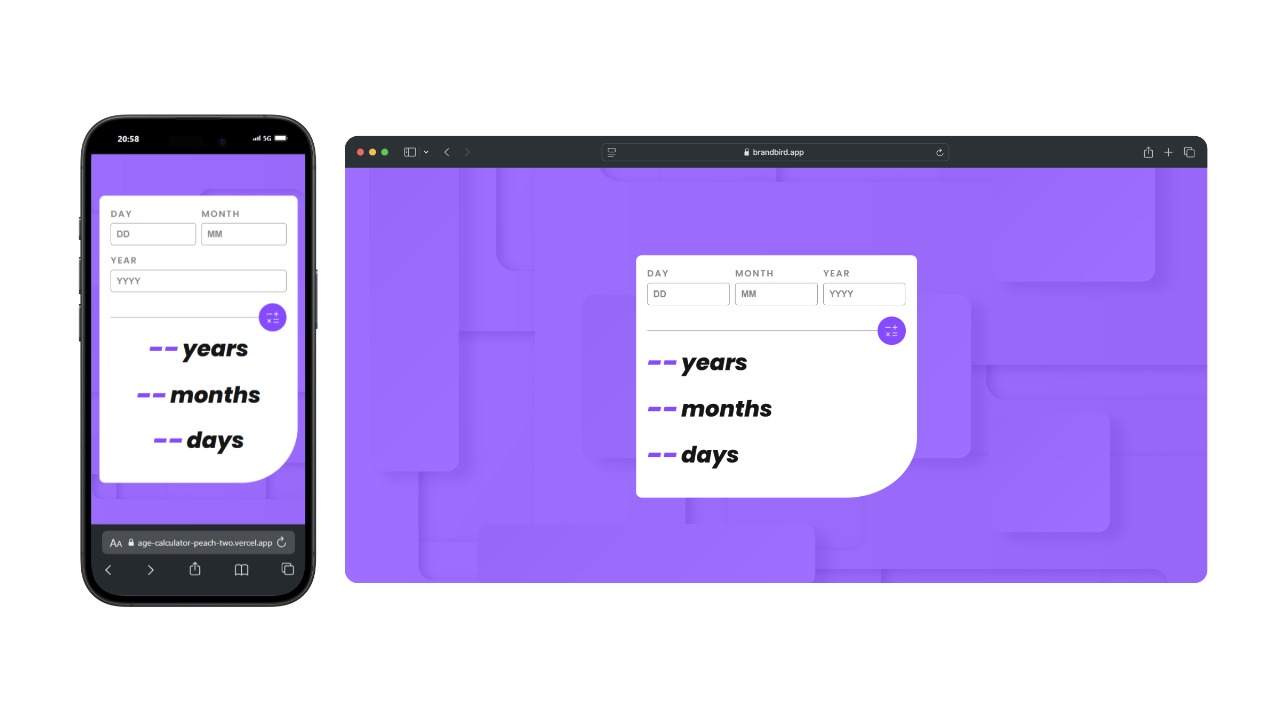 20:58
5G
DAY MONTH
DD MM
YEAR
YYYY
-- years
-- months
-- days
AA age-calculator-peach-two.vercel.app
brandbird.app
DAY MONTH YEAR
DD MM YYYY
-- years
-- months
-- days